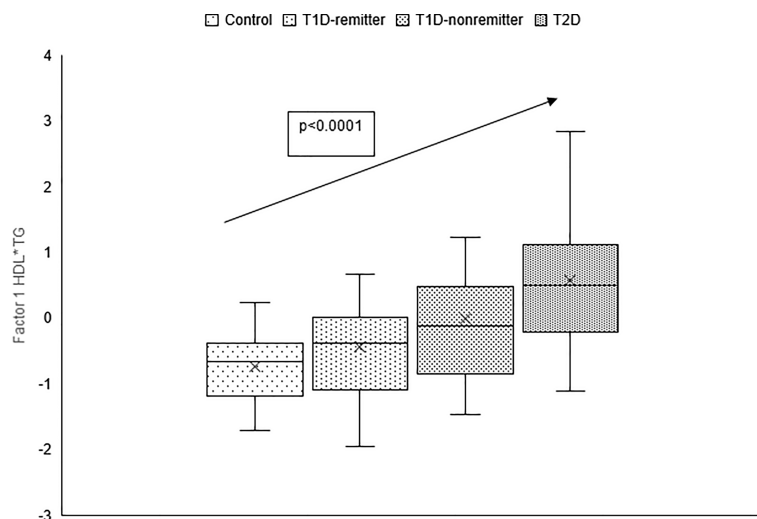 Control T1D-remitter T1D-nonremitter T2D
4
3
2
1
0
-1
-2
-3
p<0.0001
Factor 1 HDL*TG